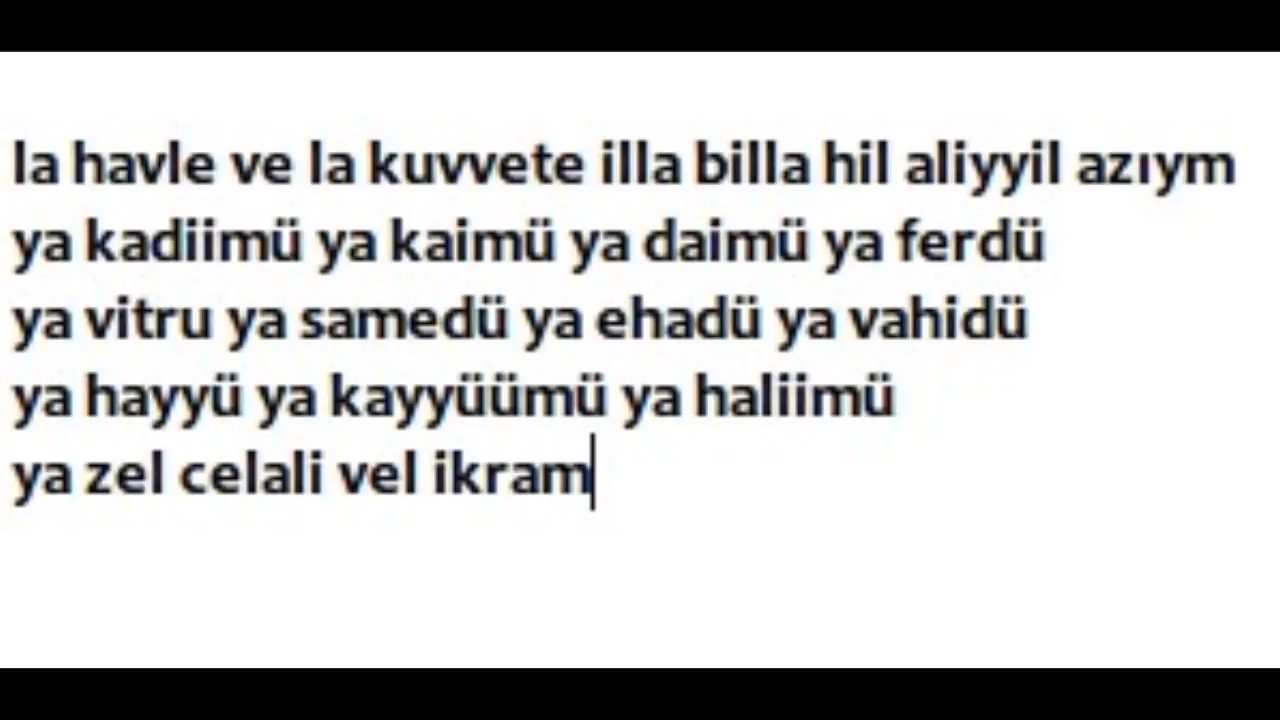 la havle ve la kuvvete illa billa hil aliyyil azıym
ya kadiimü ya kaimü ya daimü ya ferdü
ya vitru ya samedü ya ehadü ya vahidü
ya hayyü ya kayyüümü ya haliimü
ya zel celali vel ikram